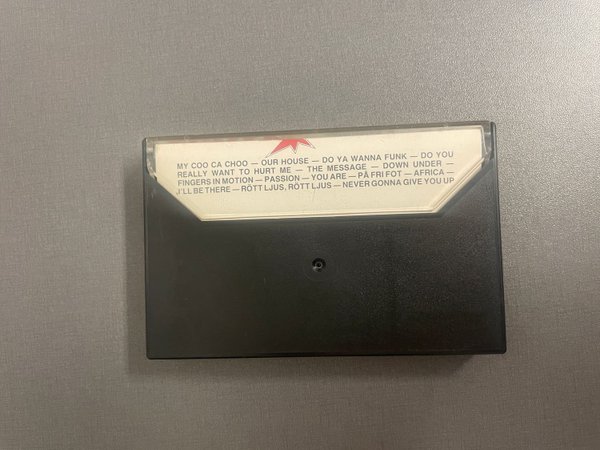 MY COO CA CHOO — OUR HOUSE — DO YA WANNA FUNK — DO YOU
REALLY WANT TO HURT ME — THE MESSAGE — DOWN UNDER —
FINGERS IN MOTION — PASSION — YOU ARE — PÅ FRI FOT — AFRICA —
I'LL BE THERE — RÖTT LJUS, RÖTT LJUS — NEVER GONNA GIVE YOU UP